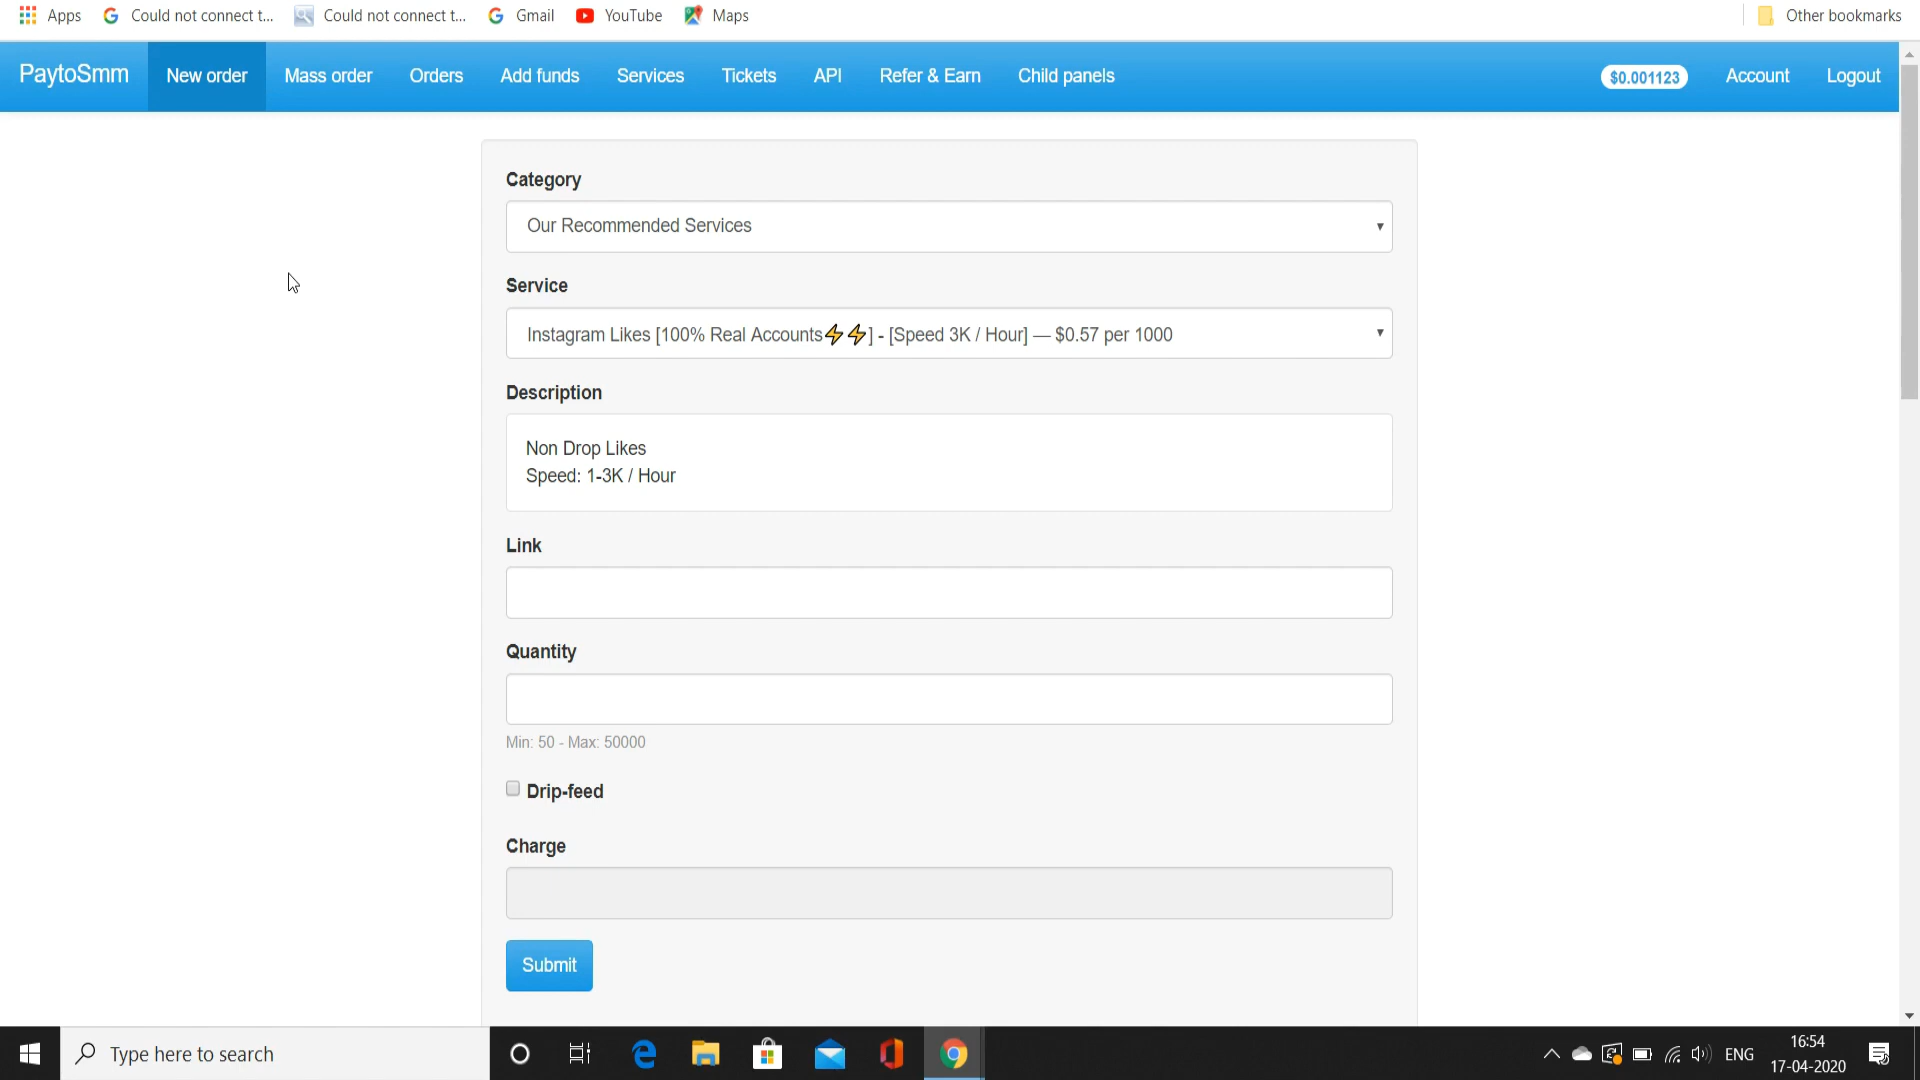 Apps Could not connect t... Could not connect t... Gmail YouTube Maps Other bookmarks
PaytoSmm New order Mass order Orders Add funds Services Tickets API Refer & Earn Child panels $0.001123 Account Logout
Category
Our Recommended Services
Service
Instagram Likes [100% Real Accounts⚡⚡] - [Speed 3K / Hour] — $0.57 per 1000
Description
Non Drop Likes
Speed: 1-3K / Hour
Link
Quantity
Min: 50 - Max: 50000
Drip-feed
Charge
Submit
Type here to search
ENG
16:54
17-04-2020